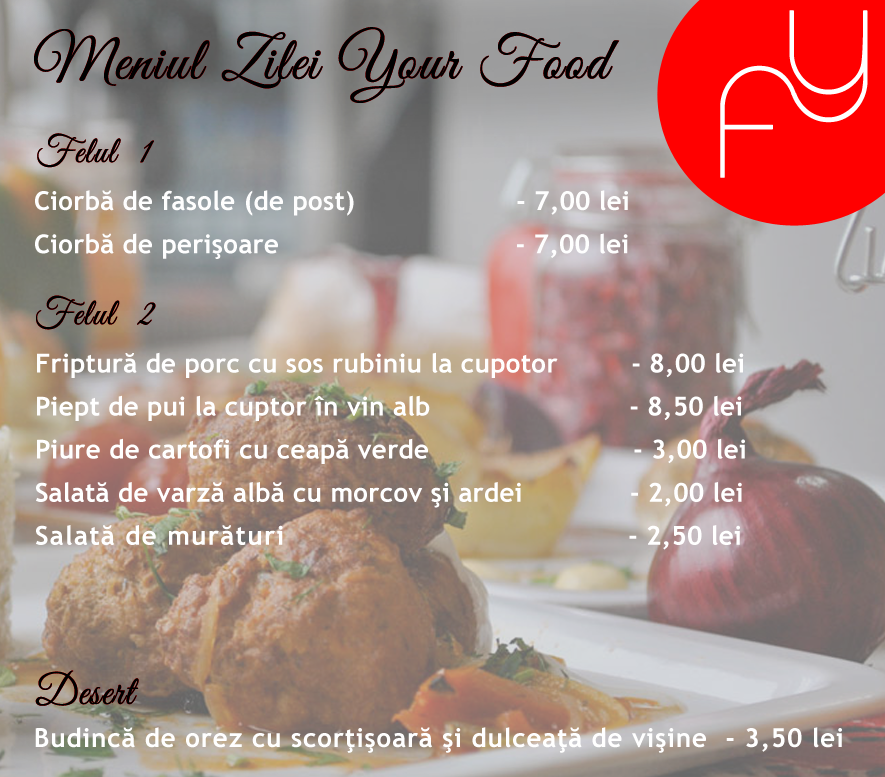 Meniul Zilei Your Food
FY
Felul 1
Ciorbă de fasole (de post) - 7,00 lei
Ciorbă de perişoare - 7,00 lei
Felul 2
Friptură de porc cu sos rubiniu la cupotor - 8,00 lei
Piept de pui la cuptor în vin alb - 8,50 lei
Piure de cartofi cu ceapă verde - 3,00 lei
Salată de varză albă cu morcov şi ardei - 2,00 lei
Salată de murături - 2,50 lei
Desert
Budincă de orez cu scorţişoară şi dulceaţă de vişine - 3,50 lei